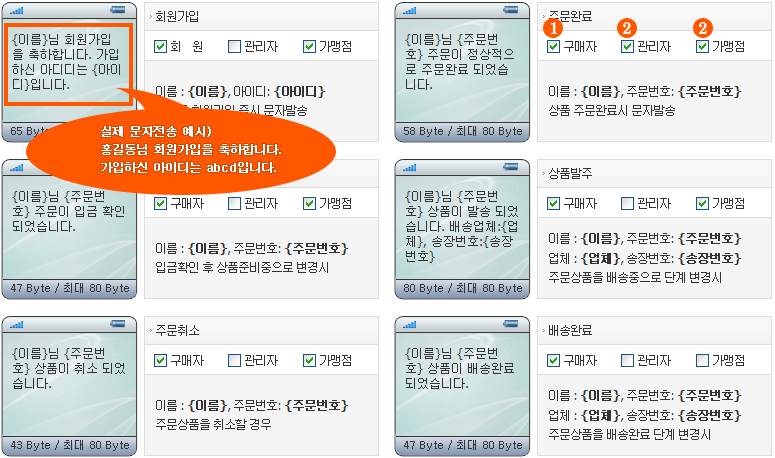 {이름}님 회원가입
을 축하합니다. 가입
하신 아디디는 {아이
디}입니다.
65 Byte
회원가입
회 원
관리자
가맹점
이름 : {이름}, 아이디: {아이디}
즉시 문자발송
실제 문자전송 예시)
홍길동님 회원가입을 축하합니다.
가입하신 아이디는 abcd입니다.
{이름}님 {주문번
호} 주문이 정상적으
로 주문완료 되었습
니다.
58 Byte / 최대 80 Byte
주문완료
1
2
2
구매자
관리자
가맹점
이름 : {이름}, 주문번호: {주문번호}
상품 주문완료시 문자발송
{이름}님 {주문번
호} 주문이 입금 확인
되었습니다.
47 Byte / 최대 80 Byte
구매자
관리자
가맹점
이름 : {이름}, 주문번호: {주문번호}
입금확인 후 상품준비중으로 변경시
{이름}님 {주문번
호} 상품이 발송 되었
습니다. 배송업체:{업
체}, 송장번호:{송장
번호}
80 Byte / 최대 80 Byte
상품발주
구매자
관리자
가맹점
이름 : {이름}, 주문번호: {주문번호}
업체 : {업체}, 송장번호: {송장번호}
주문상품을 배송중으로 단계 변경시
{이름}님 {주문번
호} 상품이 취소 되었
습니다.
43 Byte / 최대 80 Byte
주문취소
구매자
관리자
가맹점
이름 : {이름}, 주문번호: {주문번호}
주문상품을 취소할 경우
{이름}님 {주문번
호} 상품이 배송완료
되었습니다.
47 Byte / 최대 80 Byte
배송완료
구매자
관리자
가맹점
이름 : {이름}, 주문번호: {주문번호}
업체 : {업체}, 송장번호: {송장번호}
주문상품을 배송완료 단계 변경시